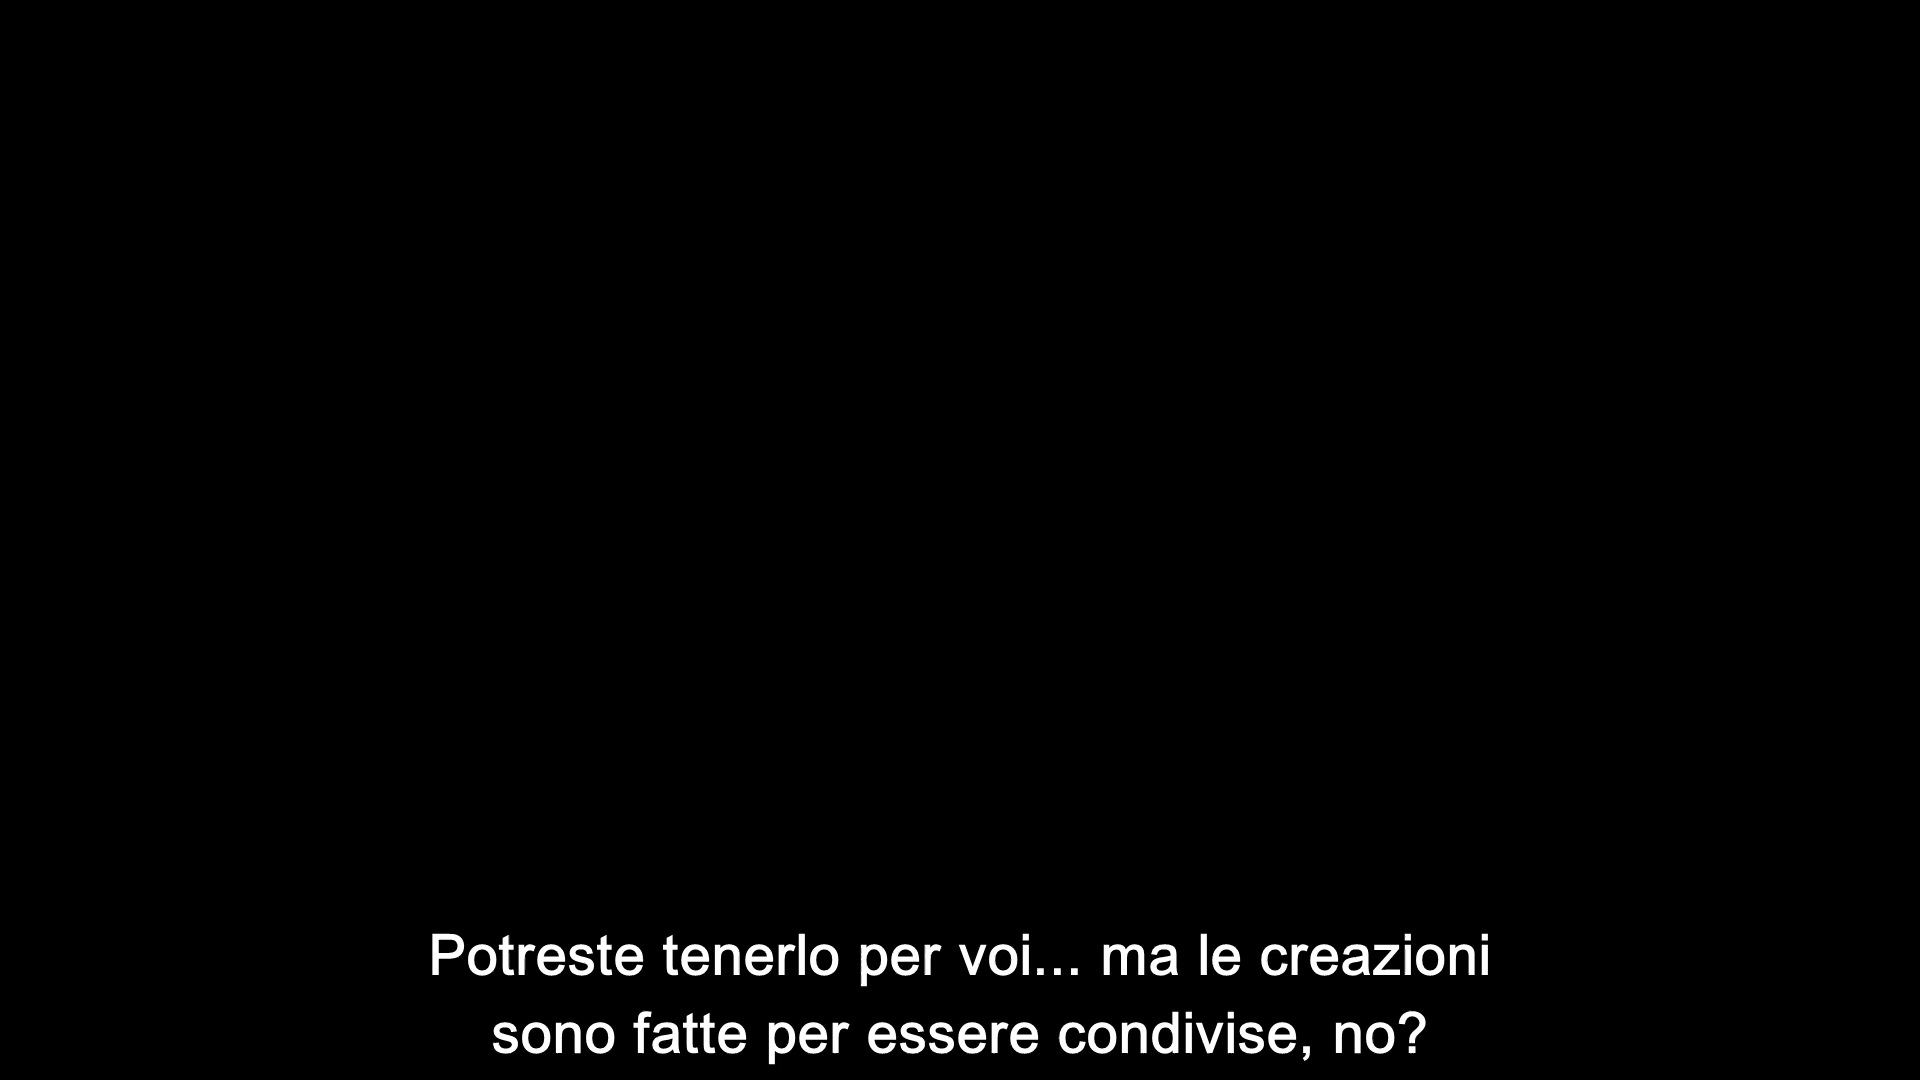 Potreste tenerlo per voi... ma le creazioni
sono fatte per essere condivise, no?